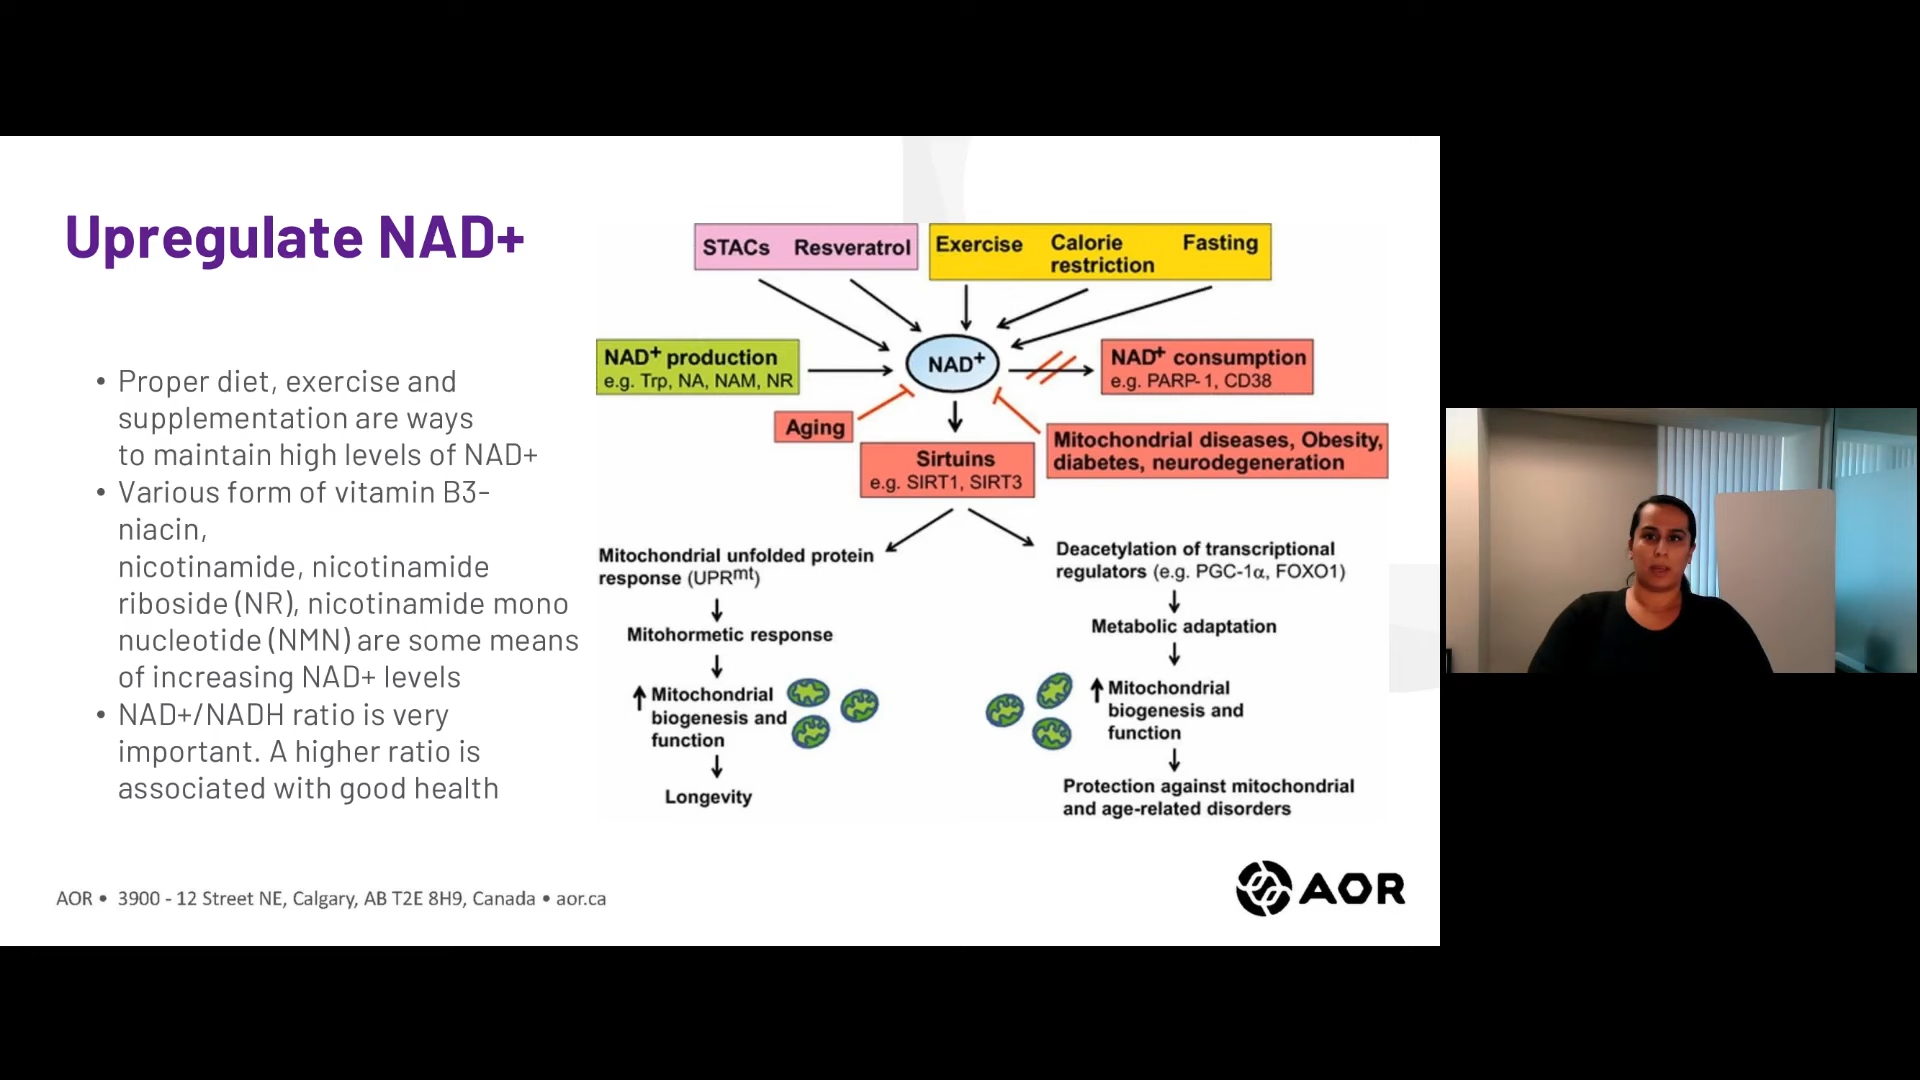 Upregulate NAD+
• Proper diet, exercise and
supplementation are ways
to maintain high levels of NAD+
• Various form of vitamin B3-
niacin,
nicotinamide, nicotinamide
riboside (NR), nicotinamide mono
nucleotide (NMN) are some means
of increasing NAD+ levels
• NAD+/NADH ratio is very
important. A higher ratio is
associated with good health
STACs Resveratrol
Exercise Calorie restriction Fasting
NAD+ production
e.g. Trp, NA, NAM, NR
NAD+
NAD+ consumption
e.g. PARP-1, CD38
Aging
Sirtuins
e.g. SIRT1, SIRT3
Mitochondrial diseases, Obesity,
diabetes, neurodegeneration
Mitochondrial unfolded protein
response (UPRmt)
Mitohormetic response
Mitochondrial
biogenesis and
function
Longevity
Deacetylation of transcriptional
regulators (e.g. PGC-1α, FOXO1)
Metabolic adaptation
Mitochondrial
biogenesis and
function
Protection against mitochondrial
and age-related disorders
AOR • 3900 - 12 Street NE, Calgary, AB T2E 8H9, Canada • aor.ca
AOR